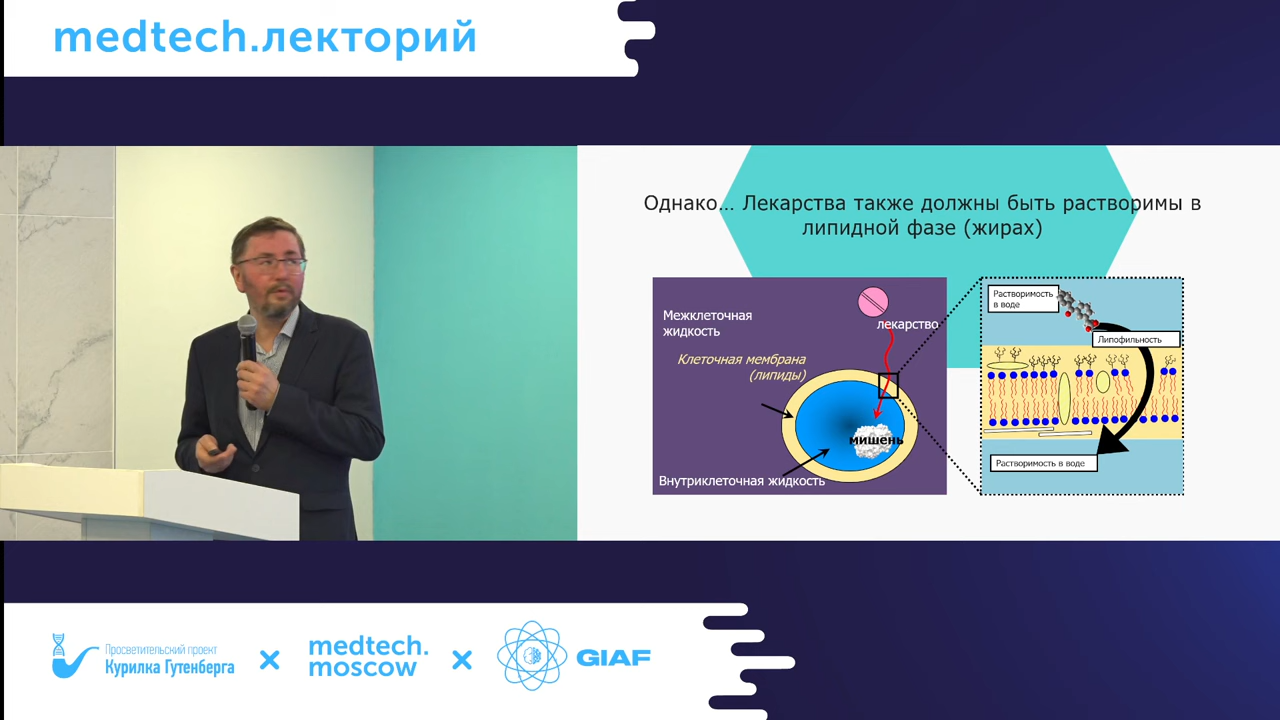 medtech.лекторий
Однако... Лекарства также должны быть растворимы в
липидной фазе (жирах)
Межклеточная
жидкость
лекарство
Клеточная мембрана
(липиды)
мишень
Внутриклеточная жидкость
Растворимость
в воде
Липофильность
Растворимость в воде
Просветительский проект
Курилка Гутенберга
×
medtech.
moscow
×
GIAF